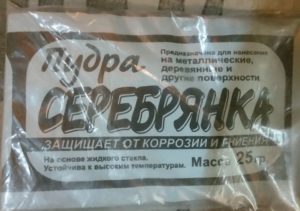 Пудра
Предназначена для нанесения
на металлические,
деревянные и
другие поверхности.
СЕРЕБРЯНКА
ЗАЩИЩАЕТ ОТ КОРРОЗИИ И ГНИЕНИЯ
На основе жидкого стекла.
Устойчива к высоким температурам.
Масса 25 гр.